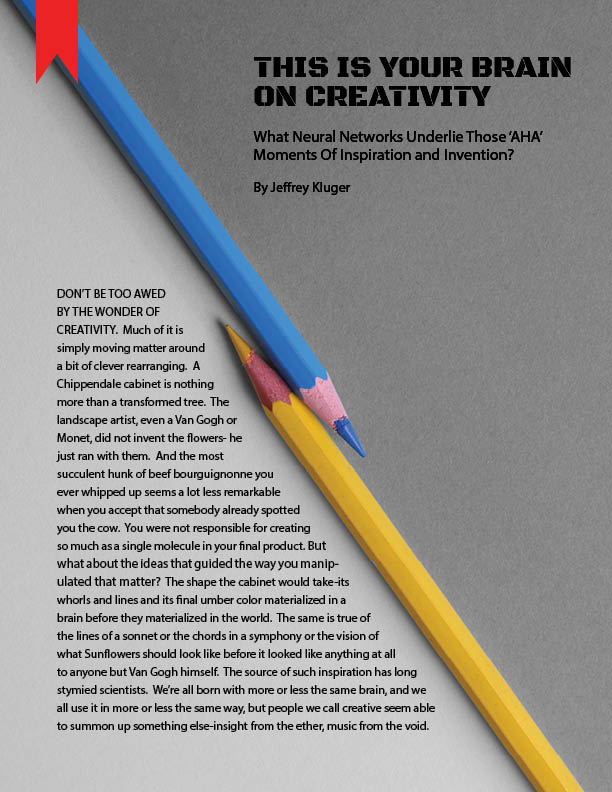 THIS IS YOUR BRAIN
ON CREATIVITY
What Neural Networks Underlie Those ‘AHA’
Moments Of Inspiration and Invention?
By Jeffrey Kluger
DON’T BE TOO AWED
BY THE WONDER OF
CREATIVITY.  Much of it is
simply moving matter around
a bit of clever rearranging.  A
Chippendale cabinet is nothing
more than a transformed tree.  The
landscape artist, even a Van Gogh or
Monet, did not invent the flowers- he
just ran with them.  And the most
succulent hunk of beef bourguignonne you
ever whipped up seems a lot less remarkable
when you accept that somebody already spotted
you the cow.  You were not responsible for creating
so much as a single molecule in your final product. But
what about the ideas that guided the way you manip-
ulated that matter?  The shape the cabinet would take-its
whorls and lines and its final umber color materialized in a
brain before they materialized in the world.  The same is true of
the lines of a sonnet or the chords in a symphony or the vision of
what Sunflowers should look like before it looked like anything at all
to anyone but Van Gogh himself.  The source of such inspiration has long
stymied scientists.  We’re all born with more or less the same brain, and we
all use it in more or less the same way, but people we call creative seem able
to summon up something else-insight from the ether, music from the void.